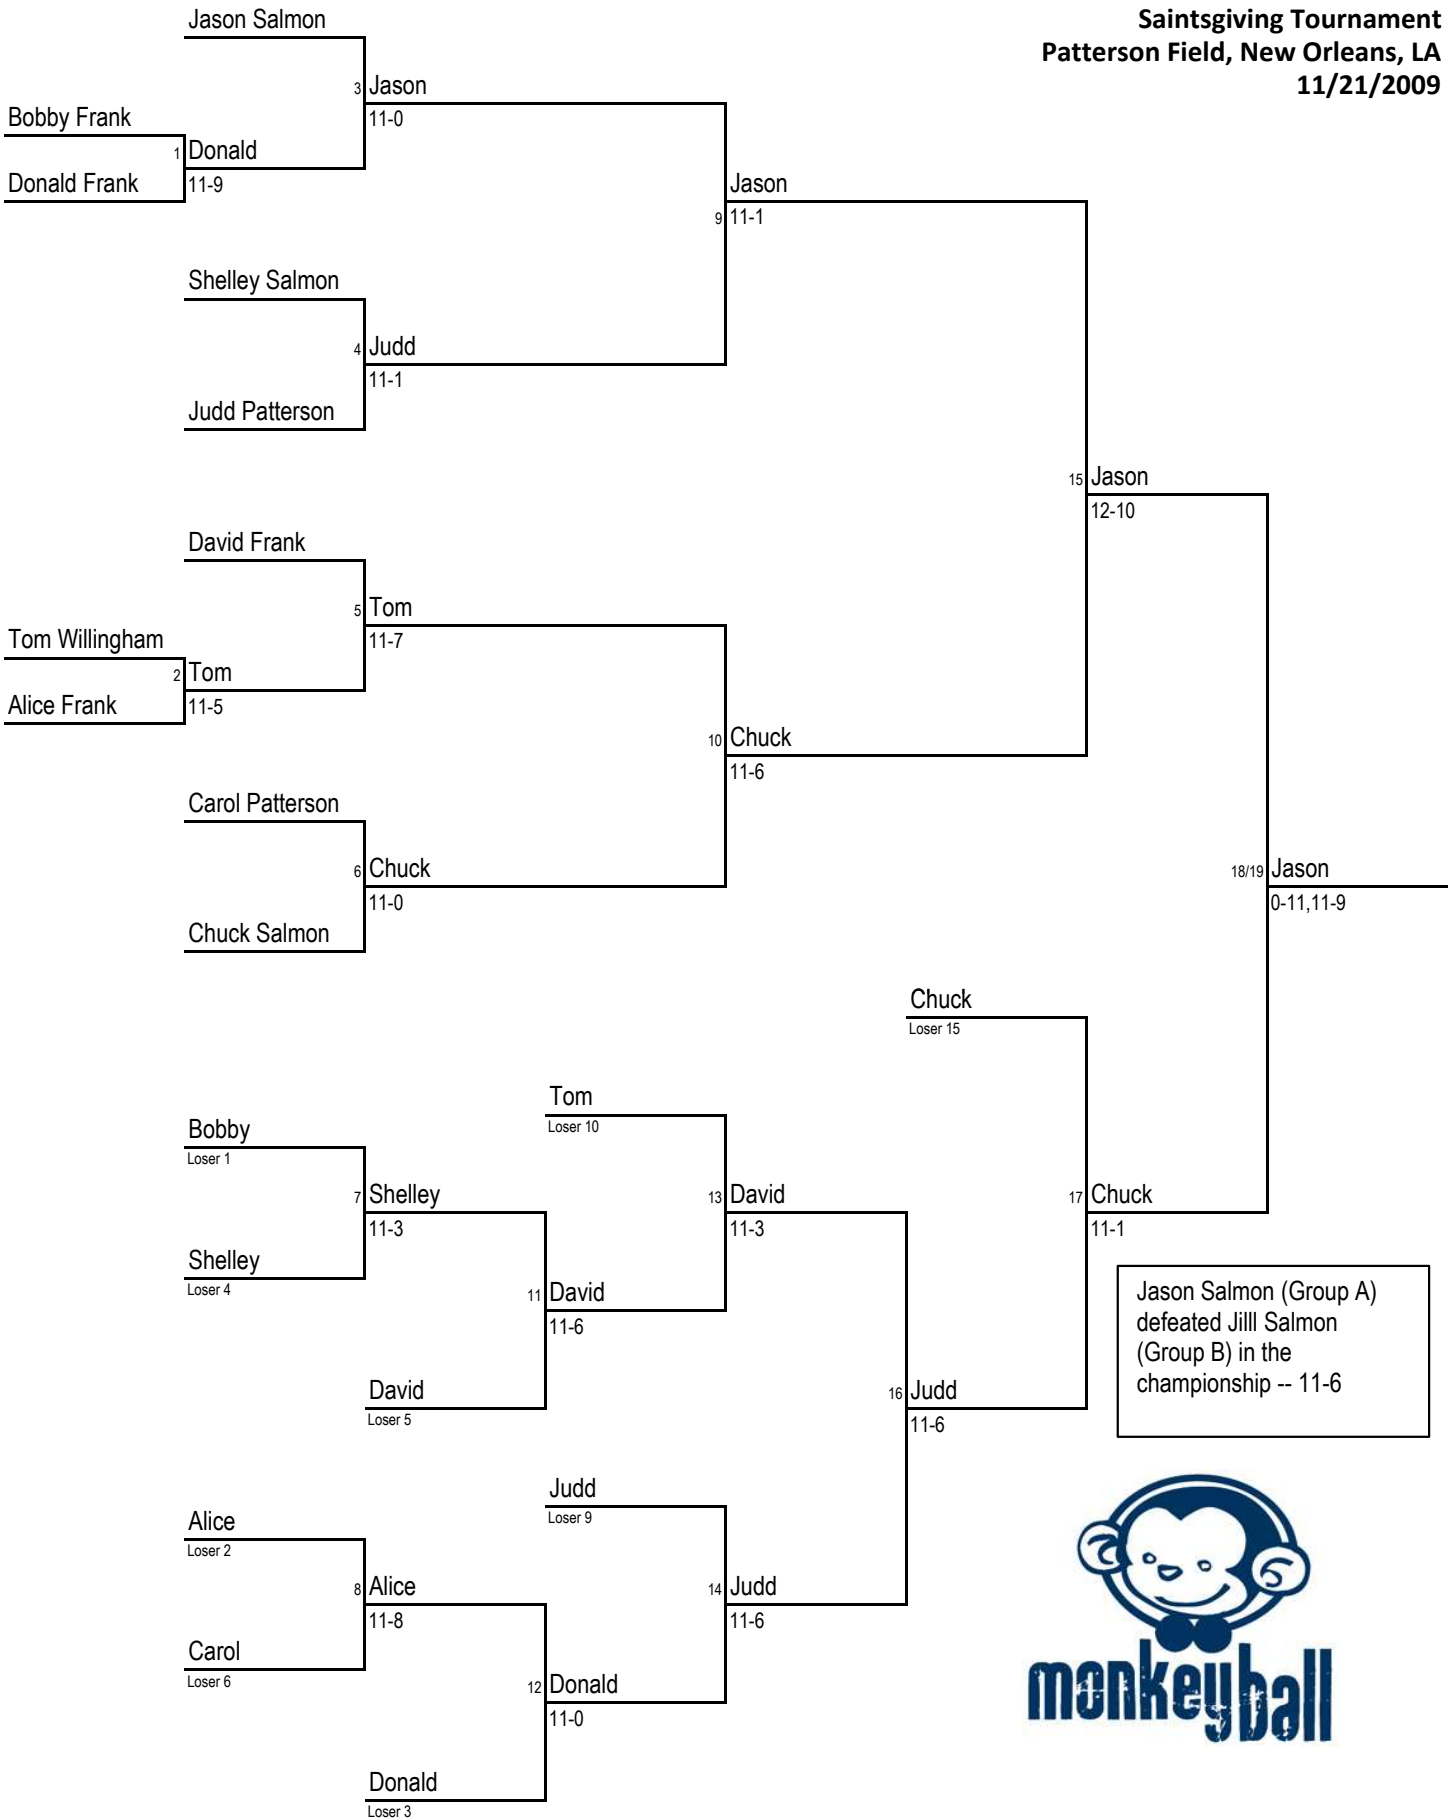 Saintsgiving Tournament
Patterson Field, New Orleans, LA
11/21/2009
Jason Salmon
3 Jason
11-0
Bobby Frank
1 Donald
Donald Frank
11-9
Jason
9 11-1
Shelley Salmon
4 Judd
11-1
Judd Patterson
15 Jason
12-10
David Frank
5 Tom
11-7
Tom Willingham
2 Tom
Alice Frank
11-5
10 Chuck
11-6
Carol Patterson
6 Chuck
11-0
Chuck Salmon
18/19 Jason
0-11,11-9
Chuck
Loser 15
Tom
Loser 10
Bobby
Loser 1
7 Shelley
11-3
13 David
11-3
17 Chuck
11-1
Shelley
Loser 4
11 David
11-6
David
Loser 5
16 Judd
11-6
Jason Salmon (Group A)
defeated Jilll Salmon
(Group B) in the
championship -- 11-6
Judd
Loser 9
Alice
Loser 2
8 Alice
11-8
14 Judd
11-6
Carol
Loser 6
12 Donald
11-0
Donald
Loser 3
monkeyball